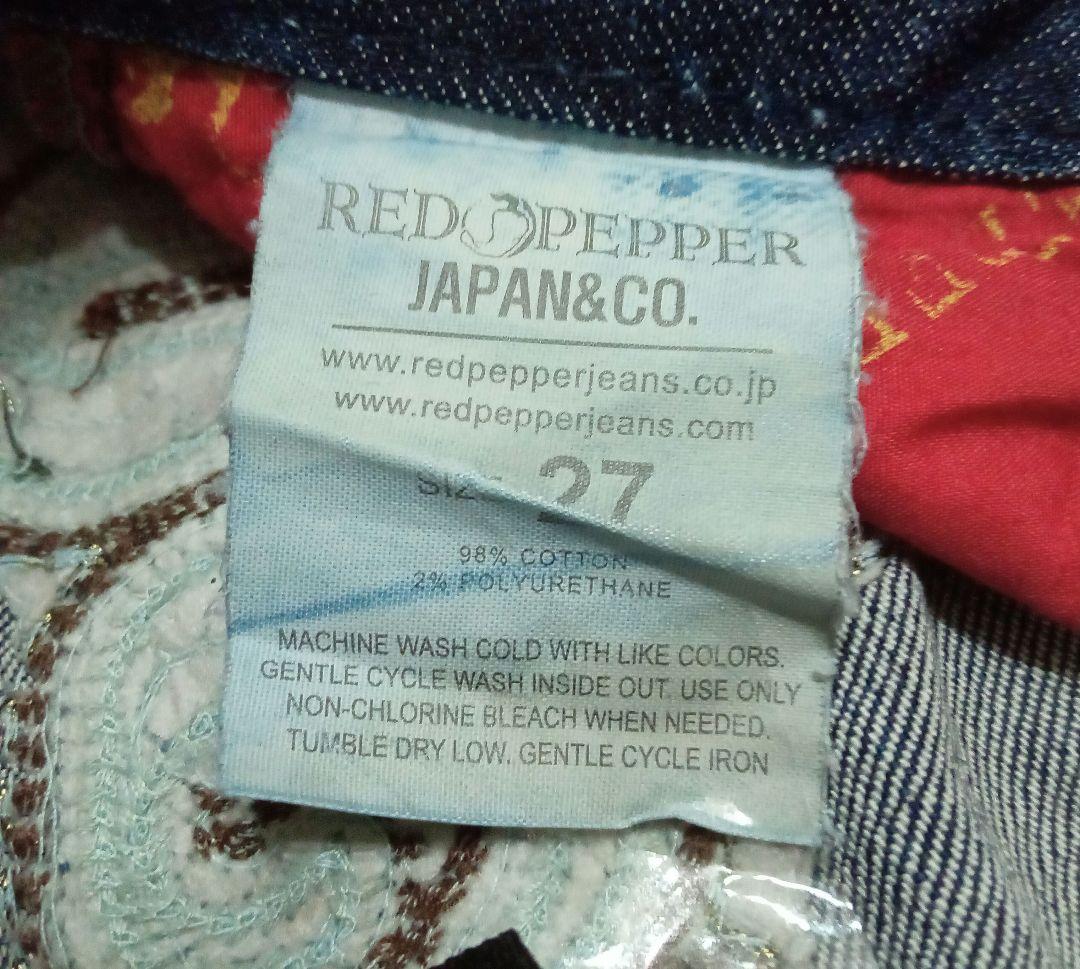 RED PEPPER
JAPAN&CO.
www.redpepperjeans.co.jp
www.redpepperjeans.com
SIZE 27
98% COTTON
2% POLYURETHANE
MACHINE WASH COLD WITH LIKE COLORS.
GENTLE CYCLE WASH INSIDE OUT. USE ONLY
NON-CHLORINE BLEACH WHEN NEEDED.
TUMBLE DRY LOW. GENTLE CYCLE IRON